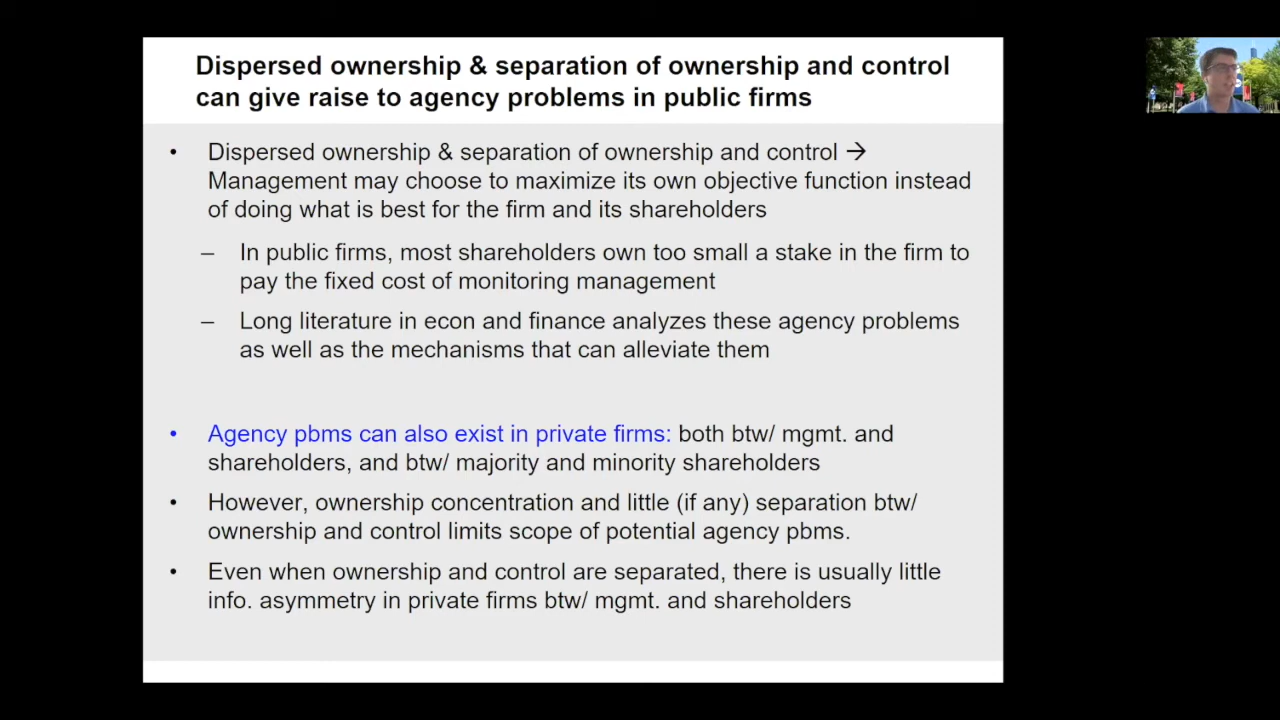 Dispersed ownership & separation of ownership and control
can give raise to agency problems in public firms
• Dispersed ownership & separation of ownership and control →
Management may choose to maximize its own objective function instead
of doing what is best for the firm and its shareholders
– In public firms, most shareholders own too small a stake in the firm to
pay the fixed cost of monitoring management
– Long literature in econ and finance analyzes these agency problems
as well as the mechanisms that can alleviate them
• Agency pbms can also exist in private firms: both btw/ mgmt. and
shareholders, and btw/ majority and minority shareholders
• However, ownership concentration and little (if any) separation btw/
ownership and control limits scope of potential agency pbms.
• Even when ownership and control are separated, there is usually little
info. asymmetry in private firms btw/ mgmt. and shareholders